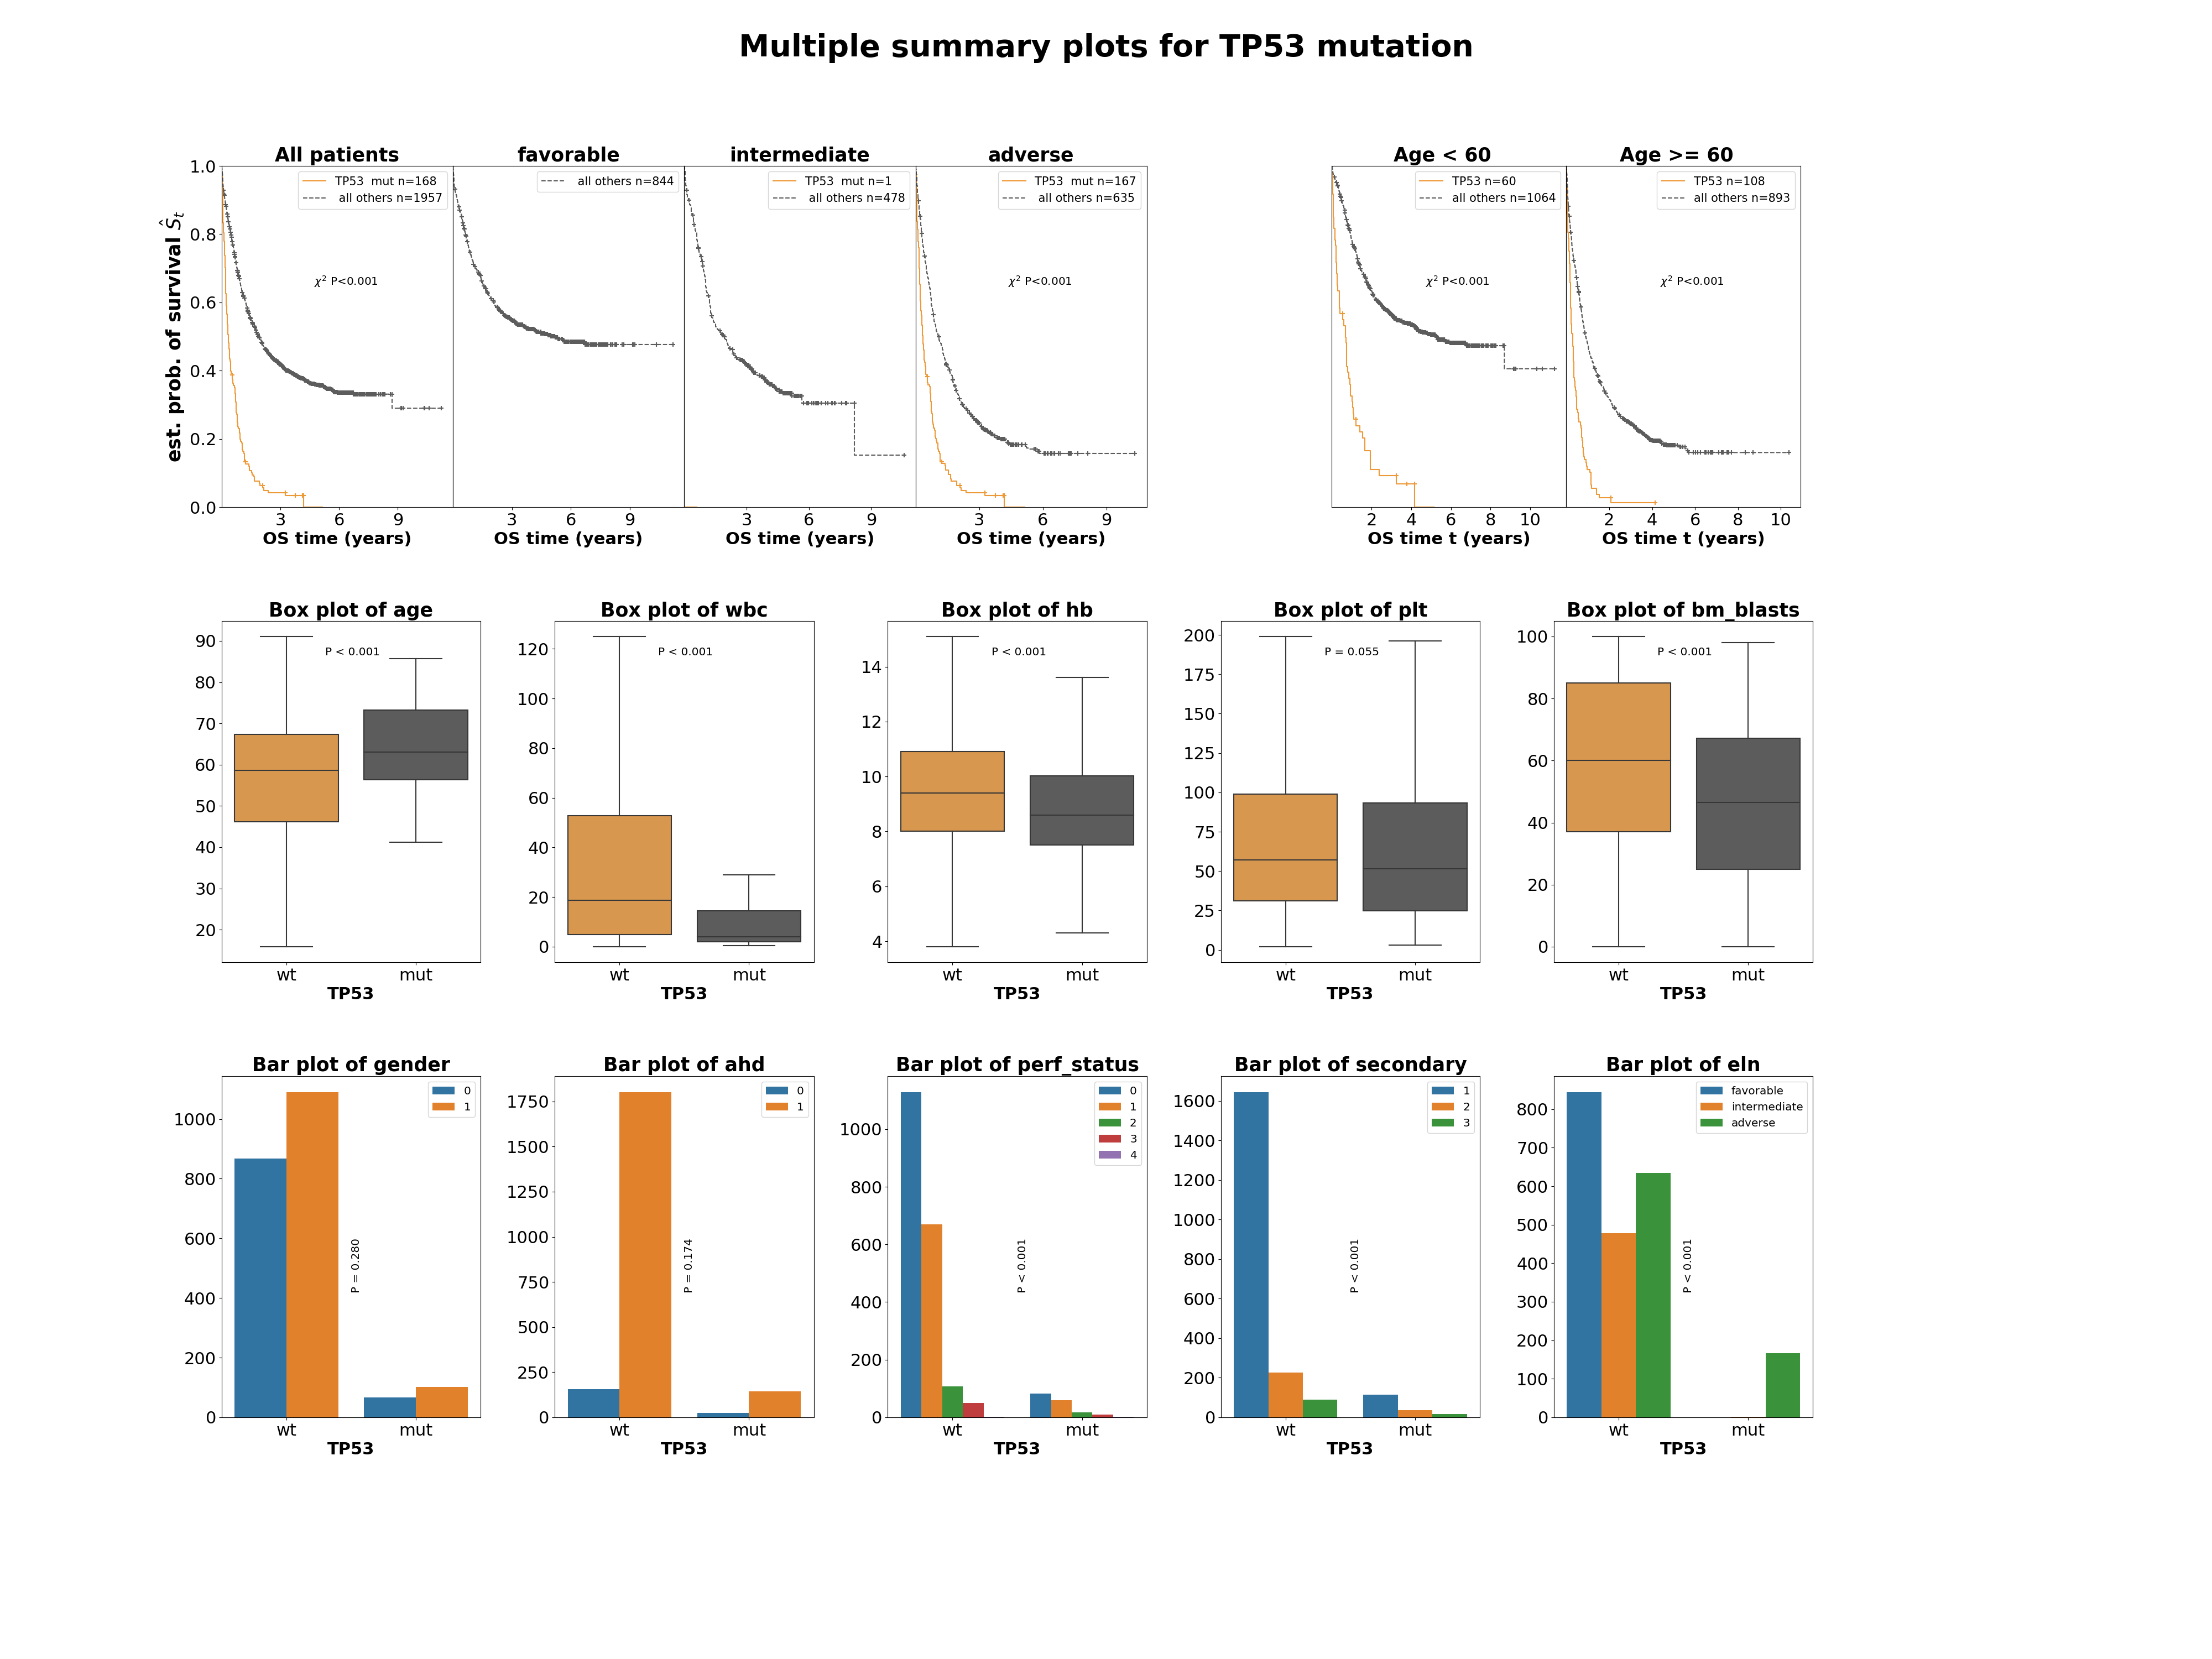 Multiple summary plots for TP53 mutation
All patients
favorable
intermediate
adverse
Age < 60
Age >= 60
est. prob. of survival Ŝt
1.0
0.8
0.6
0.4
0.2
0.0
TP53 mut n=168
all others n=1957
χ² P<0.001
all others n=844
TP53 mut n=1
all others n=478
TP53 mut n=167
all others n=635
χ² P<0.001
TP53 n=60
all others n=1064
χ² P<0.001
TP53 n=108
all others n=893
χ² P<0.001
3 6 9
3 6 9
3 6 9
3 6 9
2 4 6 8 10
2 4 6 8 10
OS time (years)
OS time (years)
OS time (years)
OS time (years)
OS time t (years)
OS time t (years)
Box plot of age
P < 0.001
90
80
70
60
50
40
30
20
wt mut
TP53
Box plot of wbc
P < 0.001
120
100
80
60
40
20
0
wt mut
TP53
Box plot of hb
P < 0.001
14
12
10
8
6
4
wt mut
TP53
Box plot of plt
P = 0.055
200
175
150
125
100
75
50
25
0
wt mut
TP53
Box plot of bm_blasts
P < 0.001
100
80
60
40
20
0
wt mut
TP53
Bar plot of gender
0
1
P = 0.280
1000
800
600
400
200
0
wt mut
TP53
Bar plot of ahd
0
1
P = 0.174
1750
1500
1250
1000
750
500
250
0
wt mut
TP53
Bar plot of perf_status
0
1
2
3
4
P < 0.001
1000
800
600
400
200
0
wt mut
TP53
Bar plot of secondary
1
2
3
P < 0.001
1600
1400
1200
1000
800
600
400
200
0
wt mut
TP53
Bar plot of eln
favorable
intermediate
adverse
P < 0.001
800
700
600
500
400
300
200
100
0
wt mut
TP53